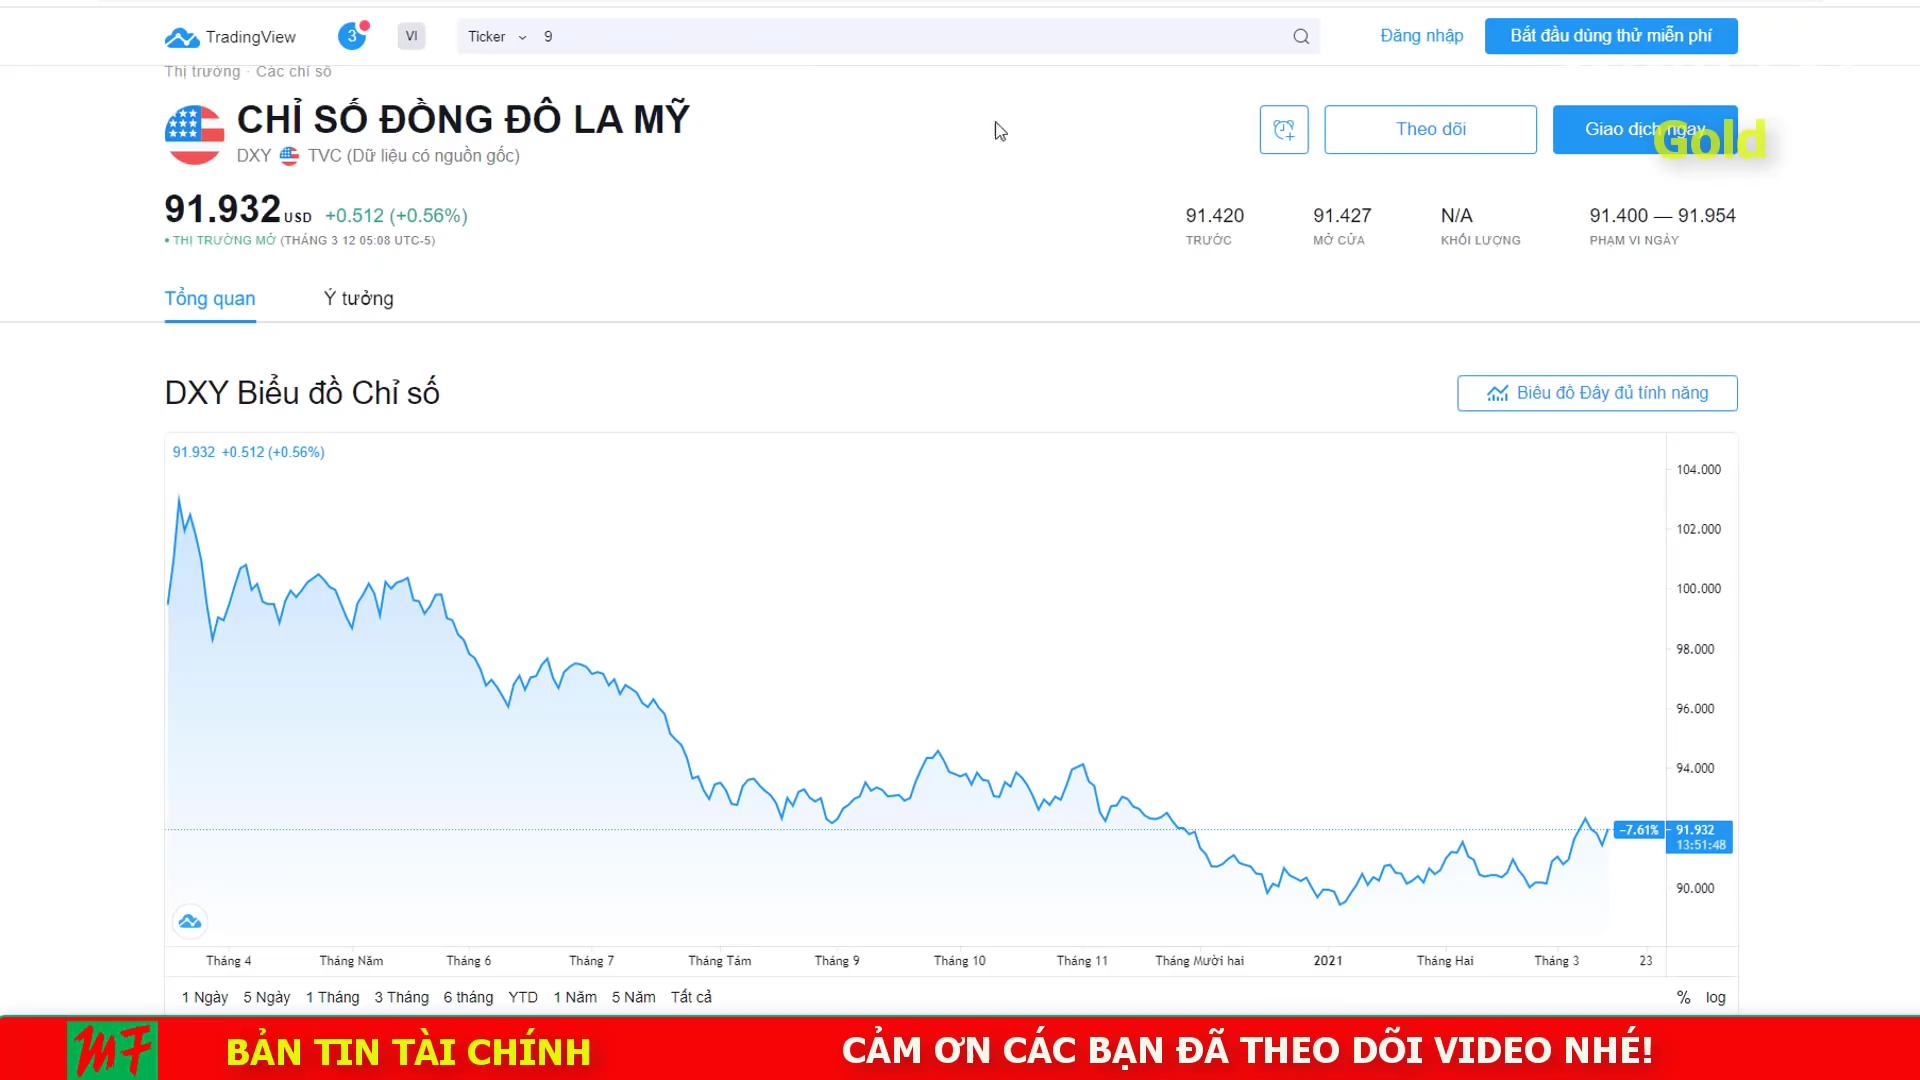 TradingView
3
VI
Ticker
9
Đăng nhập
Bắt đầu dùng thử miễn phí
Thị trường · Các chỉ số
CHỈ SỐ ĐỒNG ĐÔ LA MỸ
DXY TVC (Dữ liệu có nguồn gốc)
Theo dõi
Giao dịch ngay
Gold
91.932 USD +0.512 (+0.56%)
• THỊ TRƯỜNG MỞ (THÁNG 3 12 05:08 UTC-5)
91.420 91.427 N/A 91.400 — 91.954
TRƯỚC MỞ CỬA KHỐI LƯỢNG PHẠM VI NGÀY
Tổng quan Ý tưởng
DXY Biểu đồ Chỉ số
Biểu đồ Đầy đủ tính năng
91.932 +0.512 (+0.56%)
104.000
102.000
100.000
98.000
96.000
94.000
−7.61% 91.932
13:51:48
90.000
Tháng 4 Tháng Năm Tháng 6 Tháng 7 Tháng Tám Tháng 9 Tháng 10 Tháng 11 Tháng Mười hai 2021 Tháng Hai Tháng 3 23
1 Ngày 5 Ngày 1 Tháng 3 Tháng 6 tháng YTD 1 Năm 5 Năm Tất cả % log
MF
BẢN TIN TÀI CHÍNH
CẢM ƠN CÁC BẠN ĐÃ THEO DÕI VIDEO NHÉ!